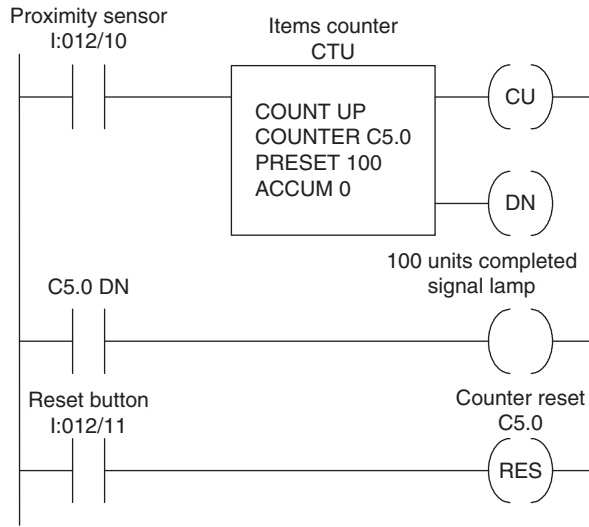 Proximity sensor
I:012/10
Items counter
CTU
COUNT UP
COUNTER C5.0
PRESET 100
ACCUM 0
CU
DN
100 units completed
signal lamp
C5.0 DN
Reset button
I:012/11
Counter reset
C5.0
RES